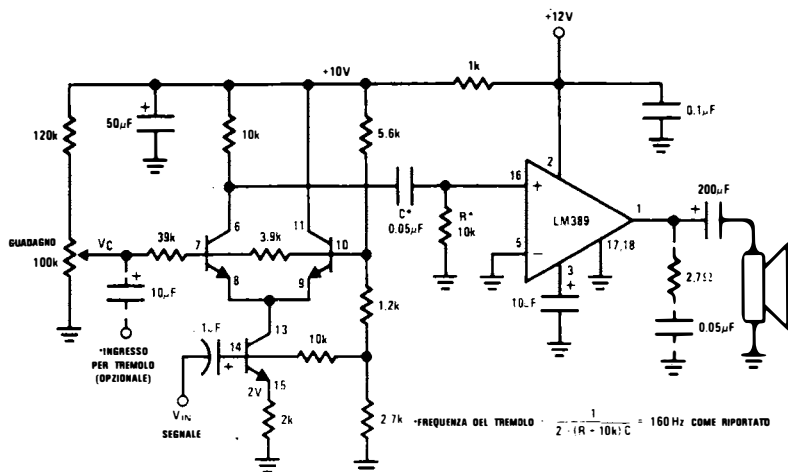 +12V
+10V
1k
50µF
120k
10k
5.6k
0.1µF
2
16
+
C*
0.05µF
R*
10k
LM389
1
200µF
+
GUADAGNO
100k
VC
39k
7
6
3.9k
11
10
8
9
5
−
3
17,18
+
10µF
+
1.2k
2.7Ω
0.05µF
*INGRESSO
PER TREMOLO
(OPZIONALE)
13
14
10k
+
15
2V
VIN
SEGNALE
2k
2.7k
*FREQUENZA DEL TREMOLO
1
2 · (R + 10k) C
= 160 Hz COME RIPORTATO